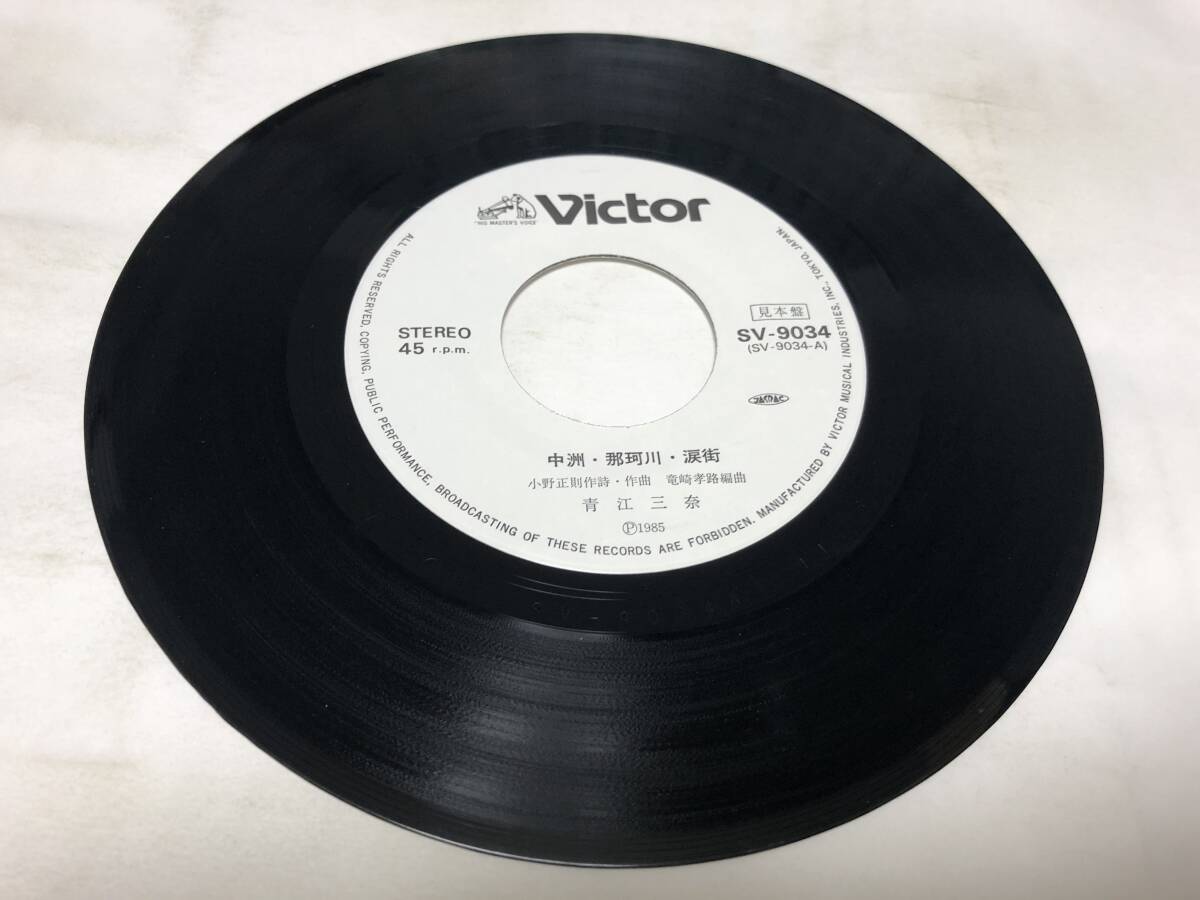 Victor
"HIS MASTER'S VOICE"
STEREO
45 r.p.m.
見本盤
SV-9034
(SV-9034-A)
JASRAC
中洲・那珂川・涙街
小野正則作詩・作曲 竜崎孝路編曲
青江三奈
Ⓟ1985
ALL RIGHTS RESERVED. COPYING, PUBLIC PERFORMANCE, BROADCASTING OF THESE RECORDS ARE FORBIDDEN. MANUFACTURED BY VICTOR MUSICAL INDUSTRIES, INC., TOKYO, JAPAN.